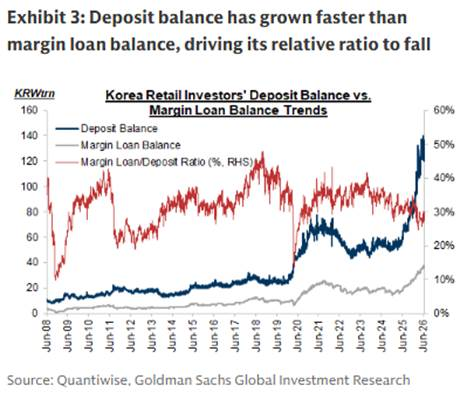 Exhibit 3: Deposit balance has grown faster than
margin loan balance, driving its relative ratio to fall
KRWtrn
Korea Retail Investors' Deposit Balance vs.
Margin Loan Balance Trends
160
140
120
100
80
60
40
20
0
Deposit Balance
Margin Loan Balance
Margin Loan/Deposit Ratio (%, RHS)
60%
50%
40%
30%
20%
10%
0%
Jun-08
Jun-09
Jun-10
Jun-11
Jun-12
Jun-13
Jun-14
Jun-15
Jun-16
Jun-17
Jun-18
Jun-19
Jun-20
Jun-21
Jun-22
Jun-23
Jun-24
Jun-25
Jun-26
Source: Quantiwise, Goldman Sachs Global Investment Research